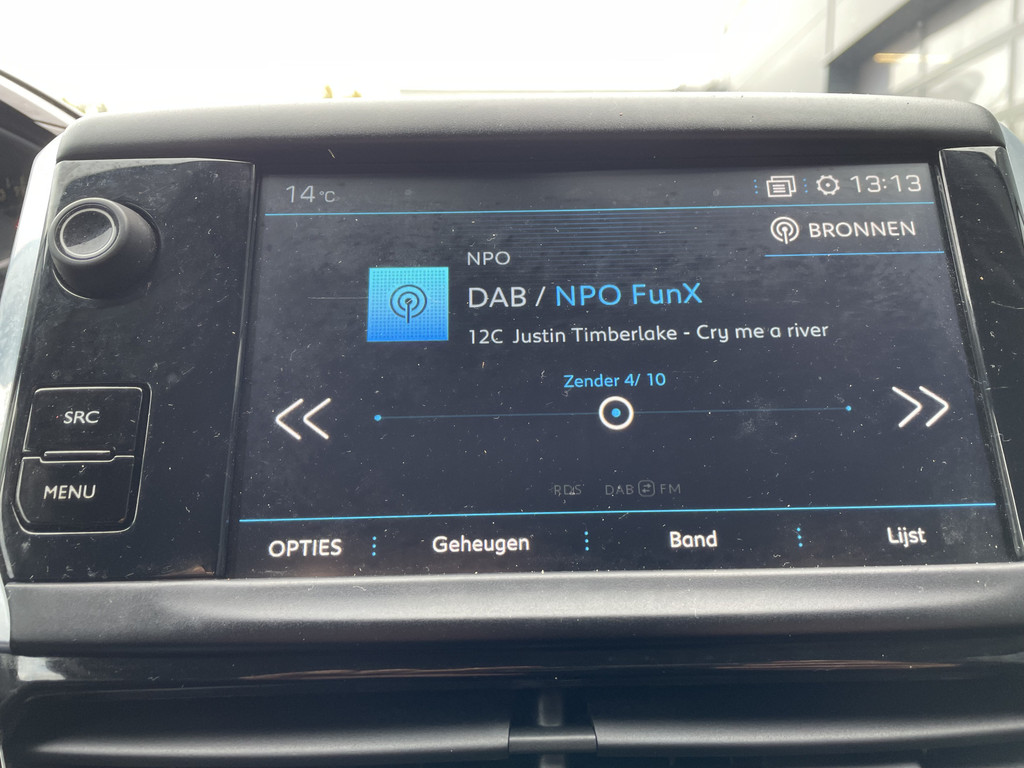 14 °C
13:13
BRONNEN
NPO
DAB / NPO FunX
12C Justin Timberlake - Cry me a river
Zender 4/ 10
SRC
MENU
RDS DAB FM
OPTIES Geheugen Band Lijst